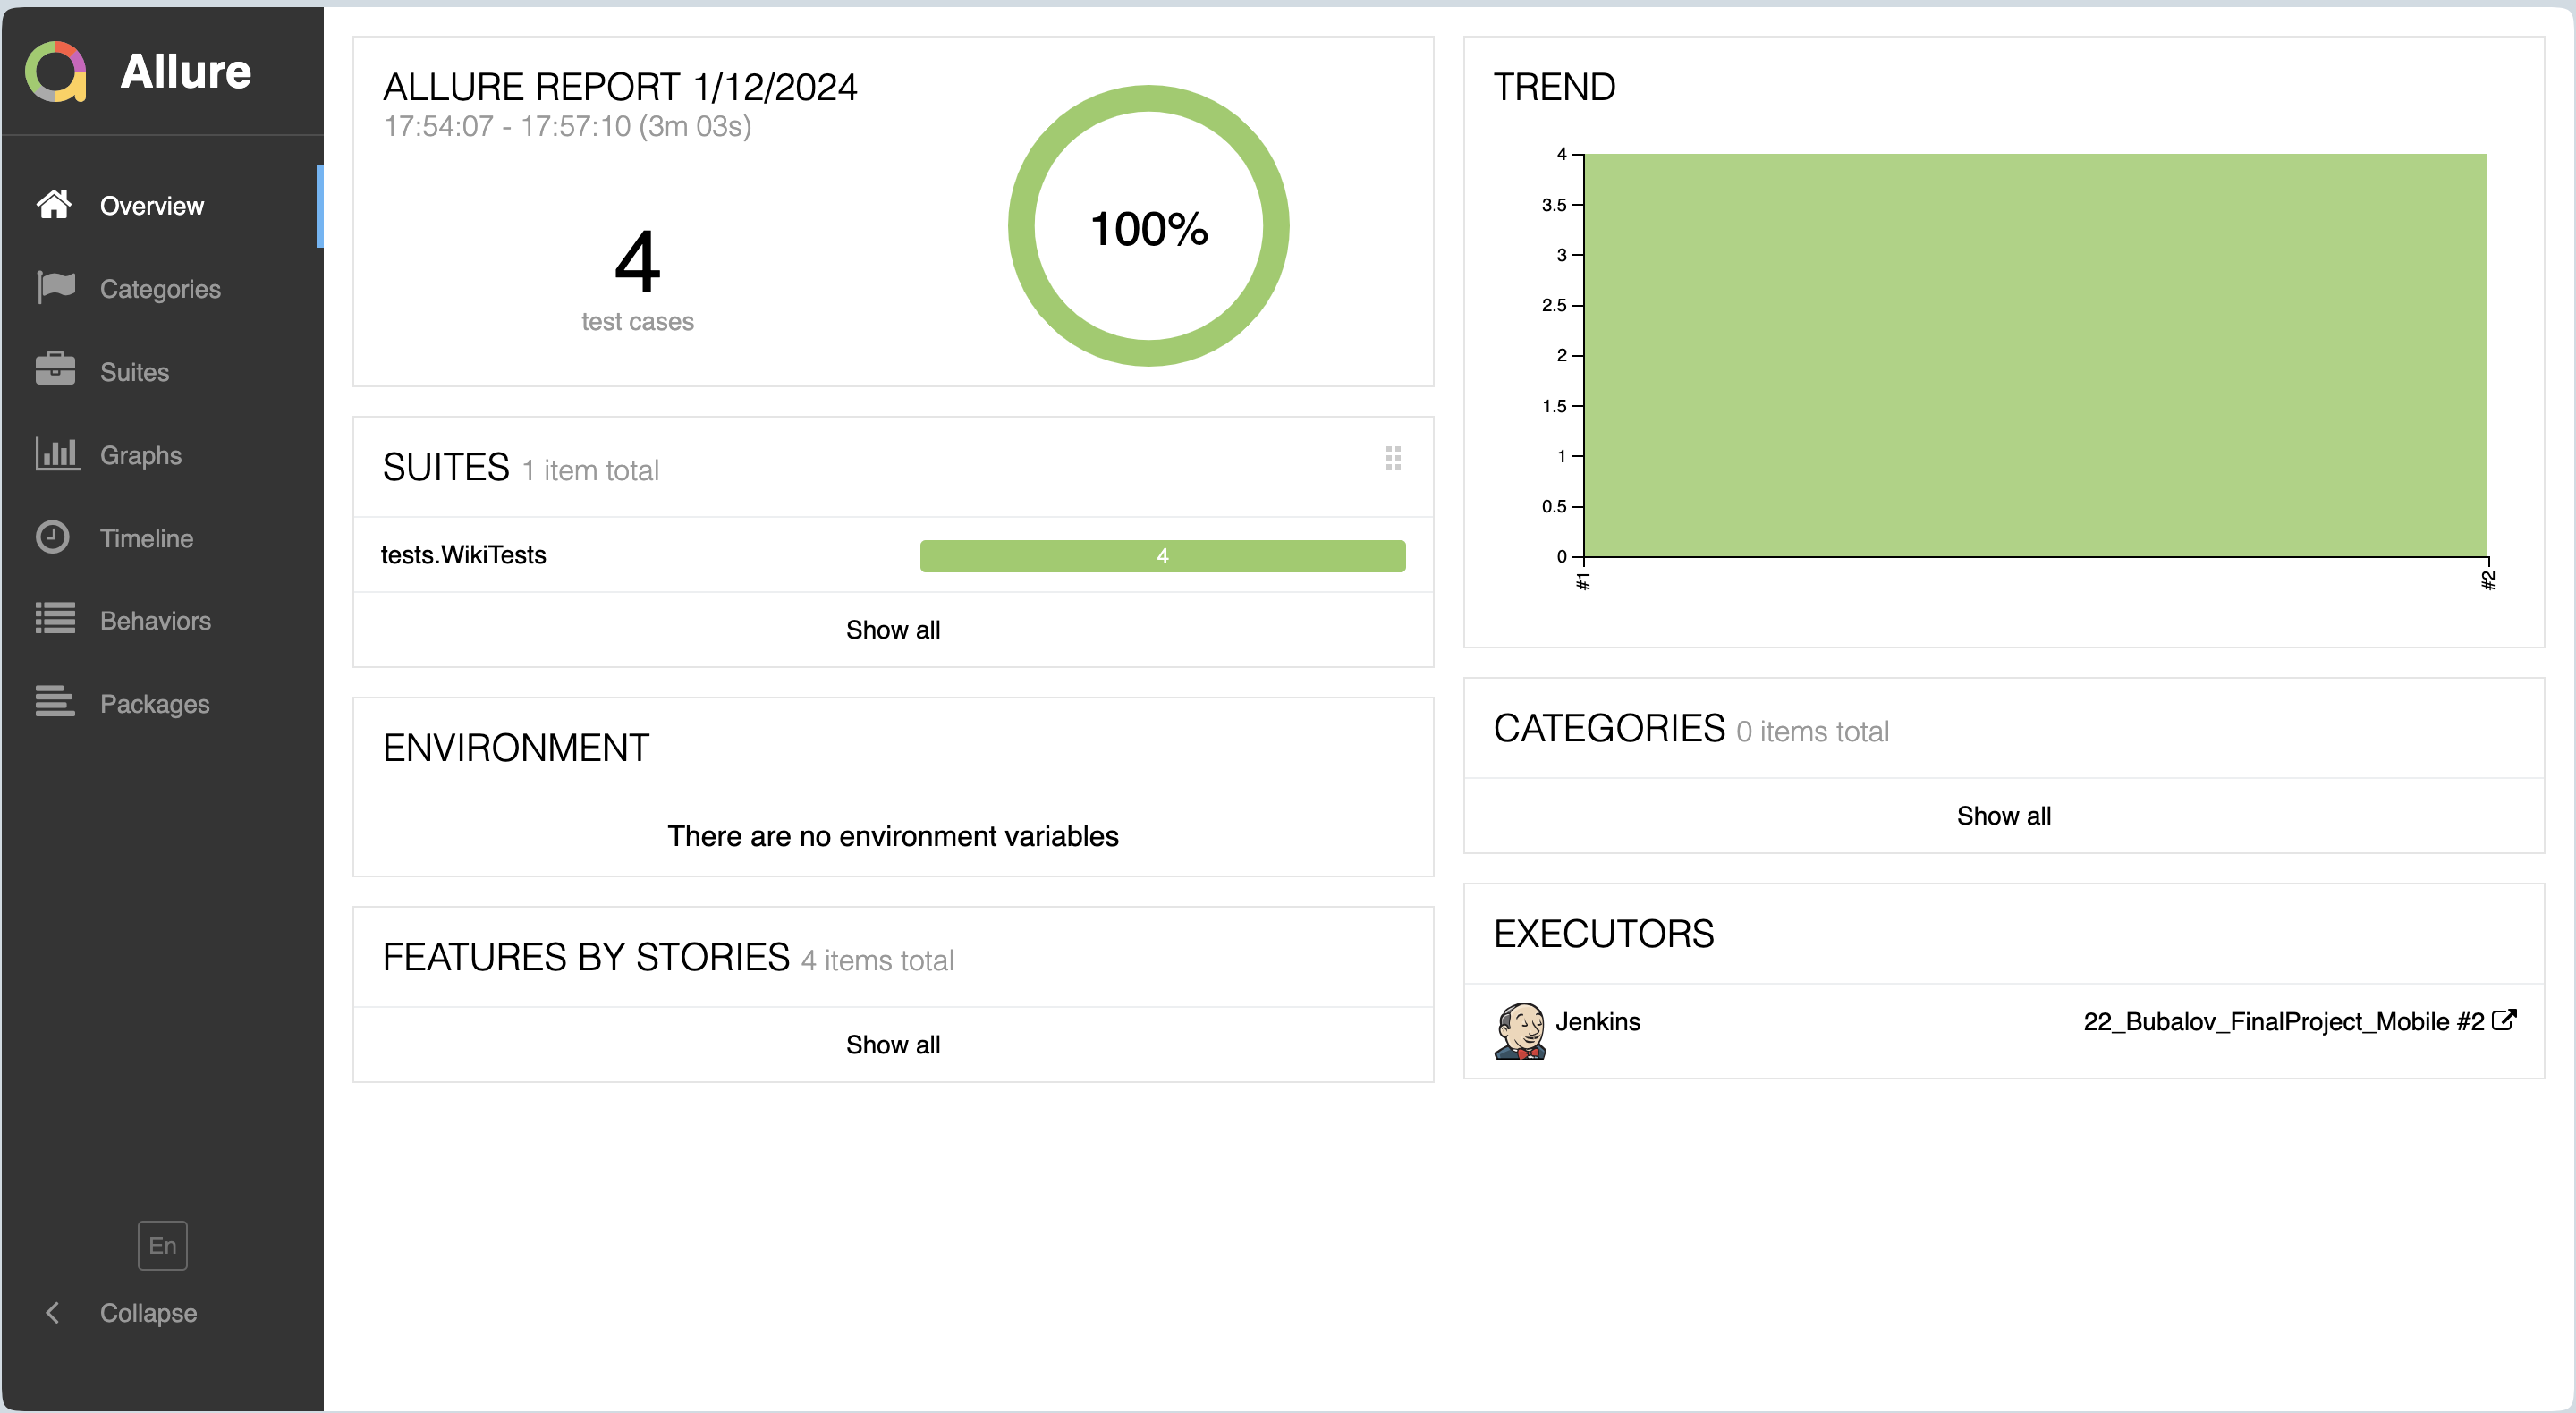 Allure
Overview
Categories
Suites
Graphs
Timeline
Behaviors
Packages
En
Collapse
ALLURE REPORT 1/12/2024
17:54:07 - 17:57:10 (3m 03s)
4
test cases
100%
SUITES 1 item total
tests.WikiTests 4
Show all
ENVIRONMENT
There are no environment variables
FEATURES BY STORIES 4 items total
Show all
TREND
4
3.5
3
2.5
2
1.5
1
0.5
0
#1 #2
CATEGORIES 0 items total
Show all
EXECUTORS
Jenkins 22_Bubalov_FinalProject_Mobile #2